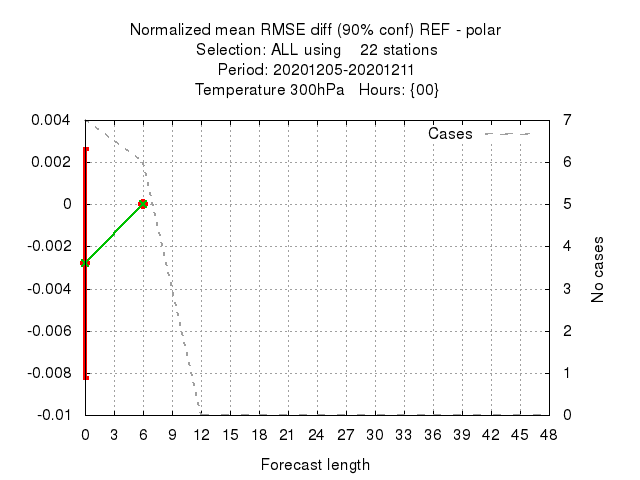 Normalized mean RMSE diff (90% conf) REF - polar
Selection: ALL using 22 stations
Period: 20201205-20201211
Temperature 300hPa Hours: {00}
Cases
0.004
0.002
0
-0.002
-0.004
-0.006
-0.008
-0.01
7
6
5
4
3
2
1
0
No cases
0 3 6 9 12 15 18 21 24 27 30 33 36 39 42 45 48
Forecast length